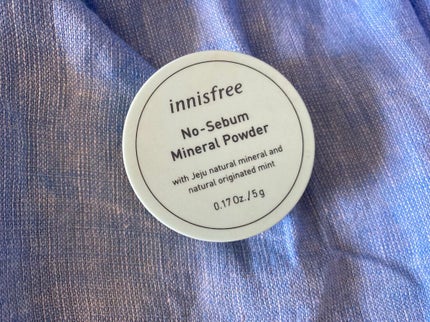 innisfree
No-Sebum
Mineral Powder
with Jeju natural mineral and
natural originated mint
0.17 Oz./5 g